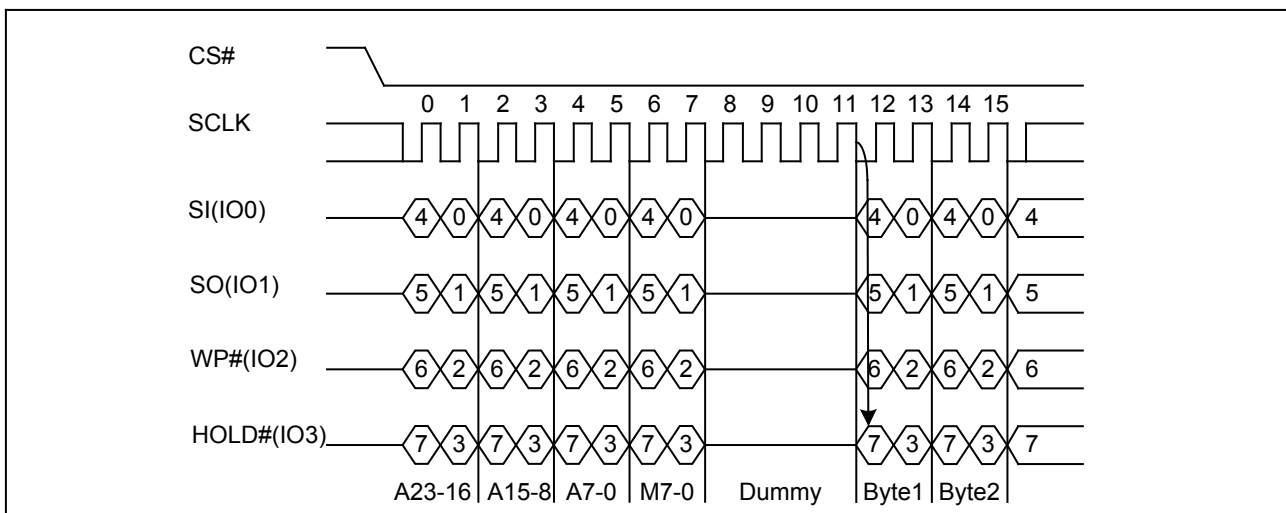 CS#
0 1 2 3 4 5 6 7 8 9 10 11 12 13 14 15
SCLK
SI(IO0) 4 0 4 0 4 0 4 0 4 0 4 0 4
SO(IO1) 5 1 5 1 5 1 5 1 5 1 5 1 5
WP#(IO2) 6 2 6 2 6 2 6 2 6 2 6 2 6
HOLD#(IO3) 7 3 7 3 7 3 7 3 7 3 7 3 7
A23-16 A15-8 A7-0 M7-0 Dummy Byte1 Byte2